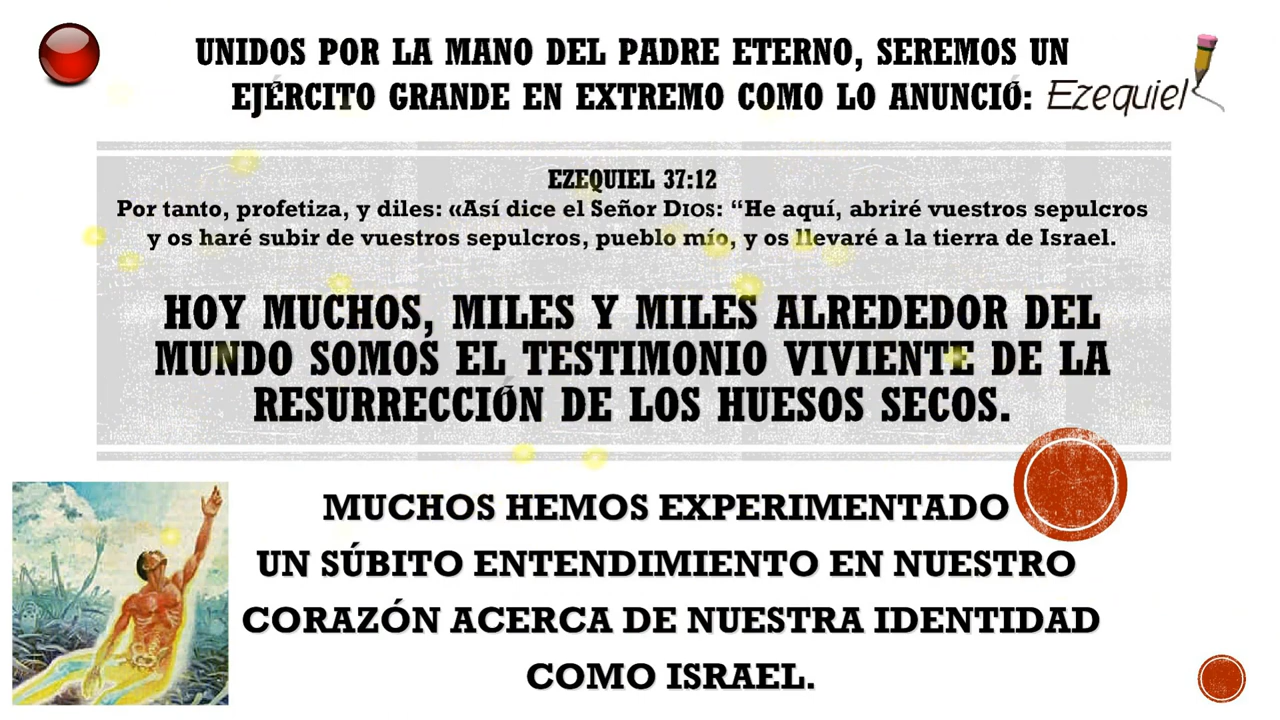 UNIDOS POR LA MANO DEL PADRE ETERNO, SEREMOS UN
EJÉRCITO GRANDE EN EXTREMO COMO LO ANUNCIÓ: Ezequiel
EZEQUIEL 37:12
Por tanto, profetiza, y diles: «Así dice el Señor DIOS: “He aquí, abriré vuestros sepulcros
y os haré subir de vuestros sepulcros, pueblo mío, y os llevaré a la tierra de Israel.
HOY MUCHOS, MILES Y MILES ALREDEDOR DEL
MUNDO SOMOS EL TESTIMONIO VIVIENTE DE LA
RESURRECCIÓN DE LOS HUESOS SECOS.
MUCHOS HEMOS EXPERIMENTADO
UN SÚBITO ENTENDIMIENTO EN NUESTRO
CORAZÓN ACERCA DE NUESTRA IDENTIDAD
COMO ISRAEL.